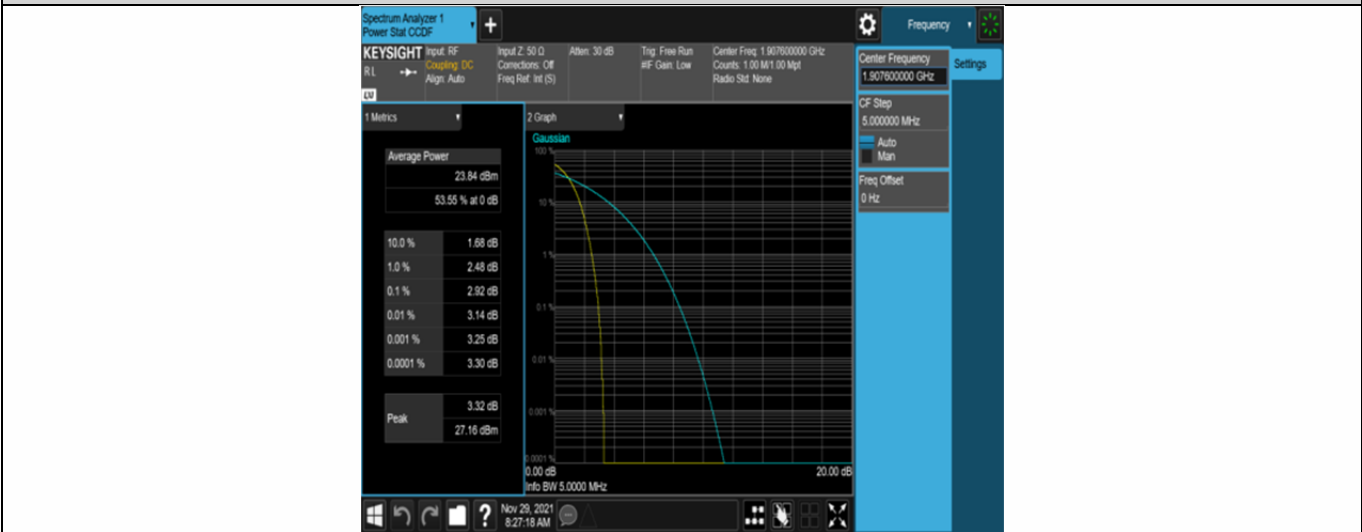 Spectrum Analyzer 1
Power Stat CCDF
+
Frequency
KEYSIGHT
R L
LXI
Input: RF
Coupling: DC
Align: Auto
Input Z: 50 Ω
Corrections: Off
Freq Ref: Int (S)
Atten: 30 dB
Trig: Free Run
#IF Gain: Low
Center Freq: 1.907600000 GHz
Counts: 1.00 M/1.00 Mpt
Radio Std: None
Center Frequency
1.907600000 GHz
Settings
CF Step
5.000000 MHz
Auto
Man
Freq Offset
0 Hz
1 Metrics
Average Power
23.84 dBm
53.55 % at 0 dB
10.0 % 1.68 dB
1.0 % 2.48 dB
0.1 % 2.92 dB
0.01 % 3.14 dB
0.001 % 3.25 dB
0.0001 % 3.30 dB
Peak 3.32 dB
27.16 dBm
2 Graph
Gaussian
100 %
10 %
1 %
0.1 %
0.01 %
0.001 %
0.0001 %
0.00 dB 20.00 dB
Info BW 5.0000 MHz
?
Nov 29, 2021
8:27:18 AM